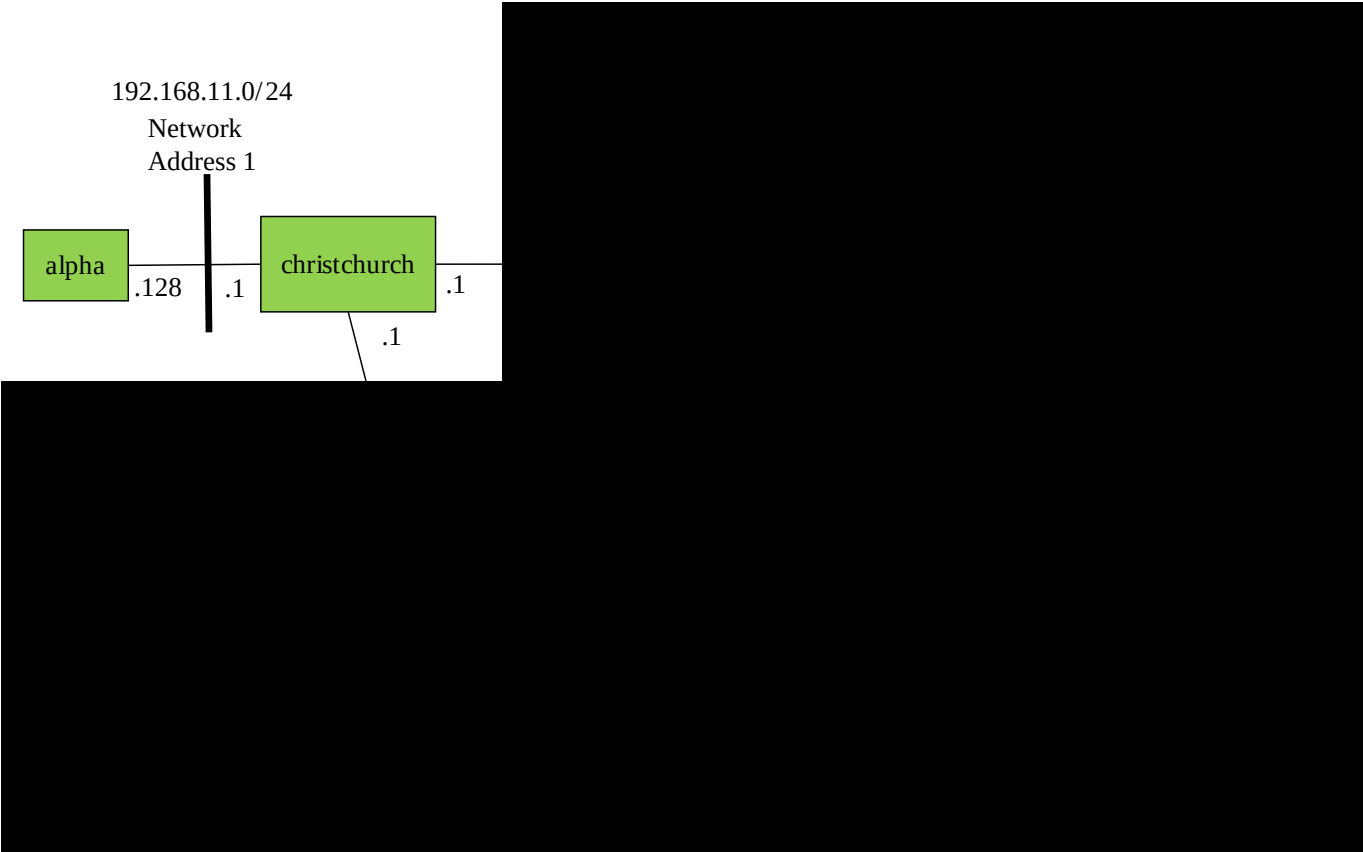 192.168.11.0/24
Network
Address 1
alpha
christchurch
.128
.1
.1
.1